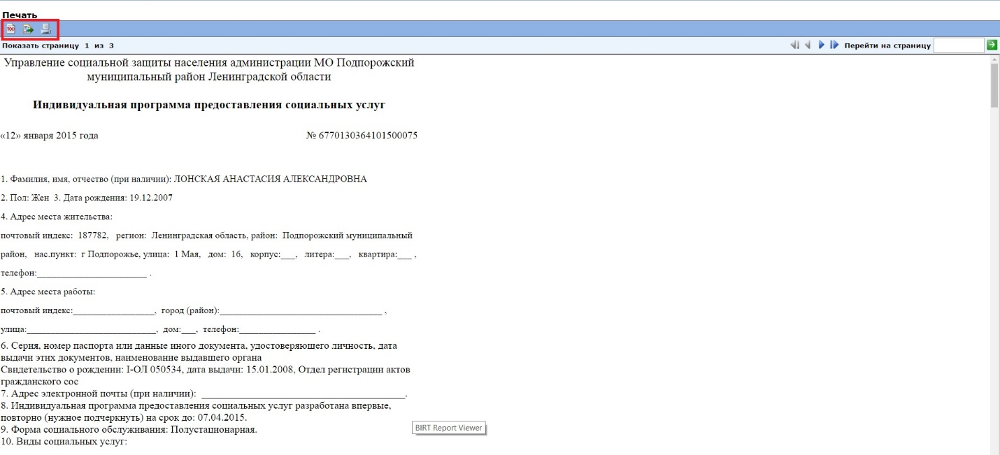 Печать
TOC
Показать страницу 1 из 3
Перейти на страницу
Управление социальной защиты населения администрации МО Подпорожский
муниципальный район Ленинградской области
Индивидуальная программа предоставления социальных услуг
«12» января 2015 года № 6770130364101500075
1. Фамилия, имя, отчество (при наличии): ЛОНСКАЯ АНАСТАСИЯ АЛЕКСАНДРОВНА
2. Пол: Жен 3. Дата рождения: 19.12.2007
4. Адрес места жительства:
почтовый индекс: 187782, регион: Ленинградская область, район: Подпорожский муниципальный
район, нас.пункт: г Подпорожье, улица: 1 Мая, дом: 16, корпус:___, литера:___, квартира:___ ,
телефон:_______________________ .
5. Адрес места работы:
почтовый индекс:_________________, город (район):__________________________________ ,
улица:___________________________, дом:___, телефон:________________ .
6. Серия, номер паспорта или данные иного документа, удостоверяющего личность, дата
выдачи этих документов, наименование выдавшего органа
Свидетельство о рождении: I-ОЛ 050534, дата выдачи: 15.01.2008, Отдел регистрации актов
гражданского сос
7. Адрес электронной почты (при наличии): _______________________________________.
8. Индивидуальная программа предоставления социальных услуг разработана впервые,
повторно (нужное подчеркнуть) на срок до: 07.04.2015.
9. Форма социального обслуживания: Полустационарная.
BIRT Report Viewer
10. Виды социальных услуг: